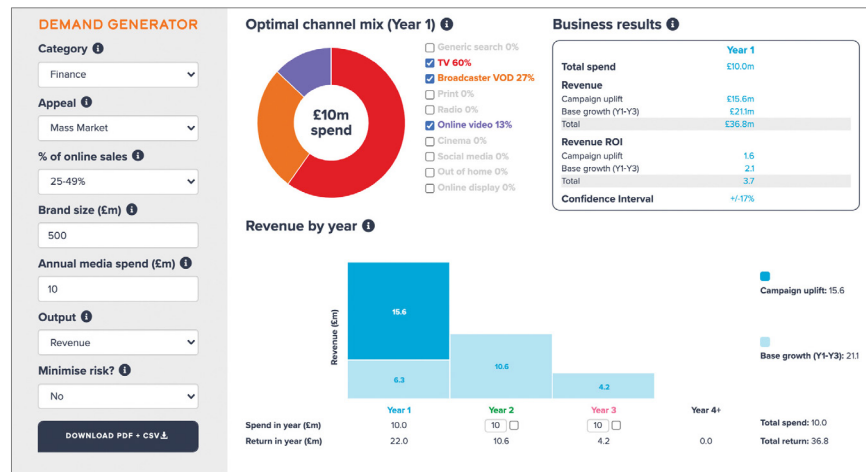 DEMAND GENERATOR
Category
Finance
Appeal
Mass Market
% of online sales
25-49%
Brand size (£m)
500
Annual media spend (£m)
10
Output
Revenue
Minimise risk?
No
DOWNLOAD PDF + CSV
Optimal channel mix (Year 1)
£10m
spend
Generic search 0%
TV 60%
Broadcaster VOD 27%
Print 0%
Radio 0%
Online video 13%
Cinema 0%
Social media 0%
Out of home 0%
Online display 0%
Business results
Year 1
Total spend £10.0m
Revenue
Campaign uplift £15.6m
Base growth (Y1-Y3) £21.1m
Total £36.8m
Revenue ROI
Campaign uplift 1.6
Base growth (Y1-Y3) 2.1
Total 3.7
Confidence Interval +/-17%
Revenue by year
Revenue (£m)
15.6
6.3
10.6
4.2
Campaign uplift: 15.6
Base growth (Y1-Y3): 21.1
Year 1 Year 2 Year 3 Year 4+
Spend in year (£m) 10.0 10 10 Total spend: 10.0
Return in year (£m) 22.0 10.6 4.2 0.0 Total return: 36.8